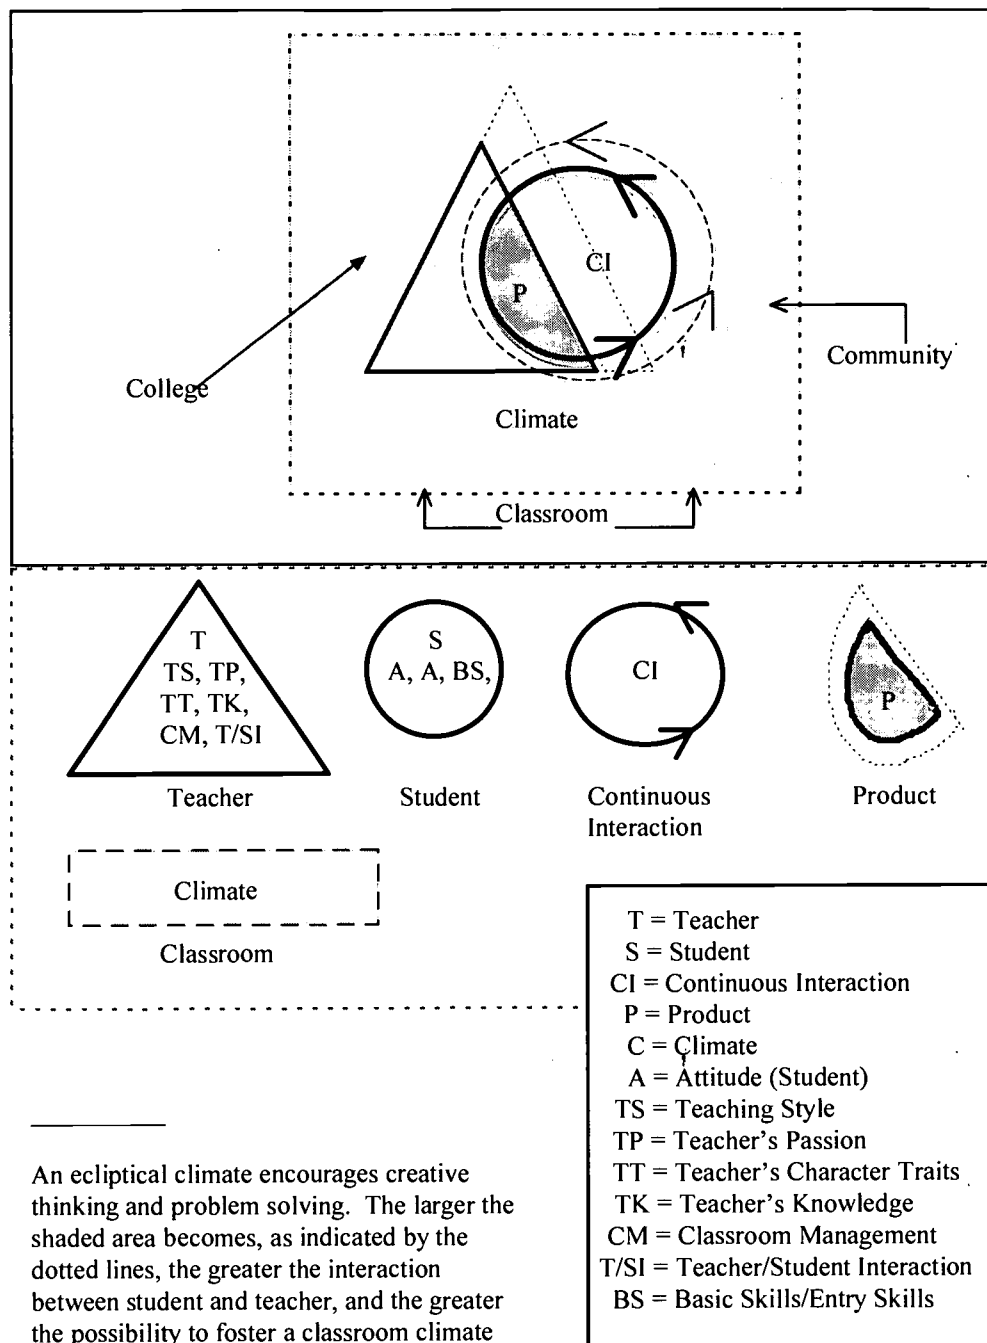 CI
P
College
Community
Climate
Classroom
T
TS, TP,
TT, TK,
CM, T/SI
Teacher
S
A, A, BS,
Student
CI
Continuous
Interaction
P
Product
Climate
Classroom
T = Teacher
S = Student
CI = Continuous Interaction
P = Product
C = Climate
A = Attitude (Student)
TS = Teaching Style
TP = Teacher's Passion
TT = Teacher's Character Traits
TK = Teacher's Knowledge
CM = Classroom Management
T/SI = Teacher/Student Interaction
BS = Basic Skills/Entry Skills
An ecliptical climate encourages creative
thinking and problem solving. The larger the
shaded area becomes, as indicated by the
dotted lines, the greater the interaction
between student and teacher, and the greater
the possibility to foster a classroom climate